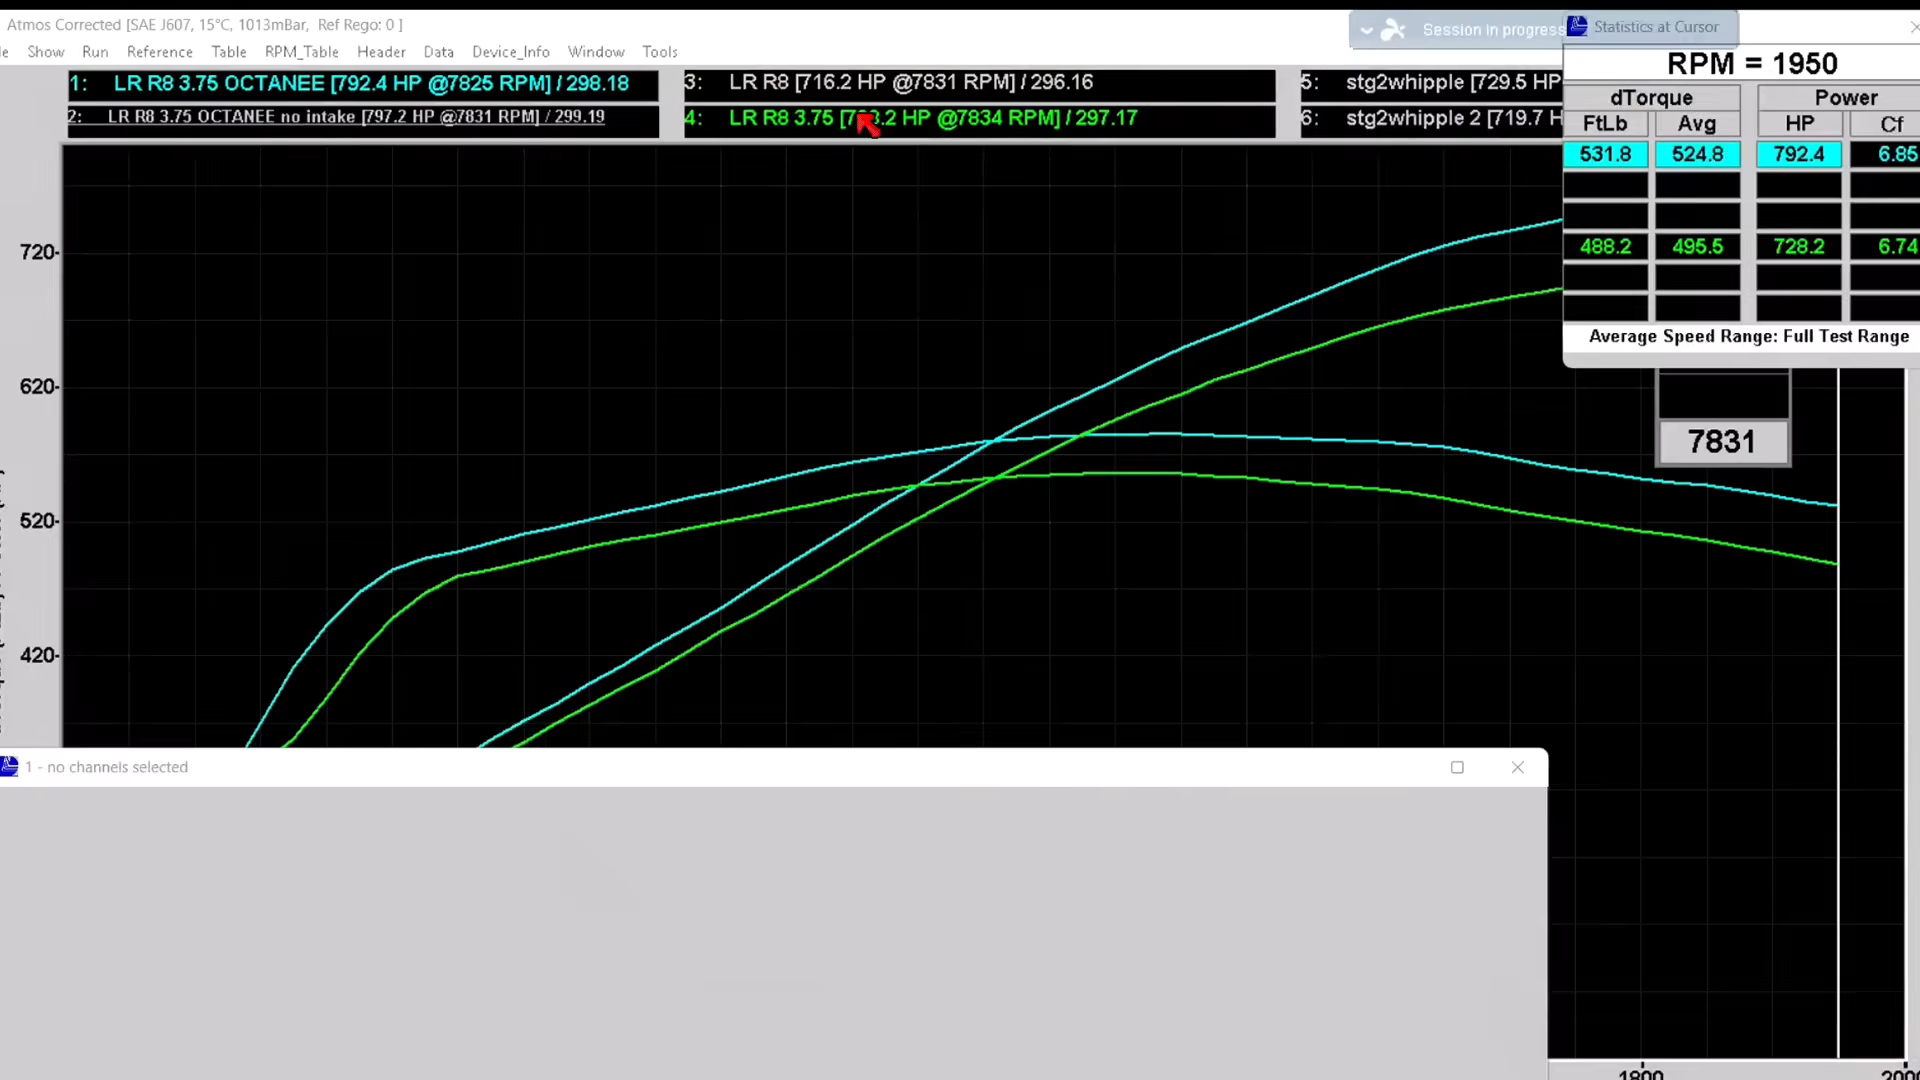 Atmos Corrected [SAE J607, 15°C, 1013mBar, Ref Rego: 0 ]
Session in progress
Statistics at Cursor
Show Run Reference Table RPM_Table Header Data Device_Info Window Tools
RPM = 1950
1: LR R8 3.75 OCTANEE [792.4 HP @7825 RPM] / 298.18
2: LR R8 3.75 OCTANEE no intake [797.2 HP @7831 RPM] / 299.19
3: LR R8 [716.2 HP @7831 RPM] / 296.16
4: LR R8 3.75 [728.2 HP @7834 RPM] / 297.17
5: stg2whipple [729.5 HP
6: stg2whipple 2 [719.7 H
dTorque Power
FtLb Avg HP Cf
531.8 524.8 792.4 6.85
488.2 495.5 728.2 6.74
Average Speed Range: Full Test Range
7831
720-
620-
520-
420-
1 - no channels selected
1800